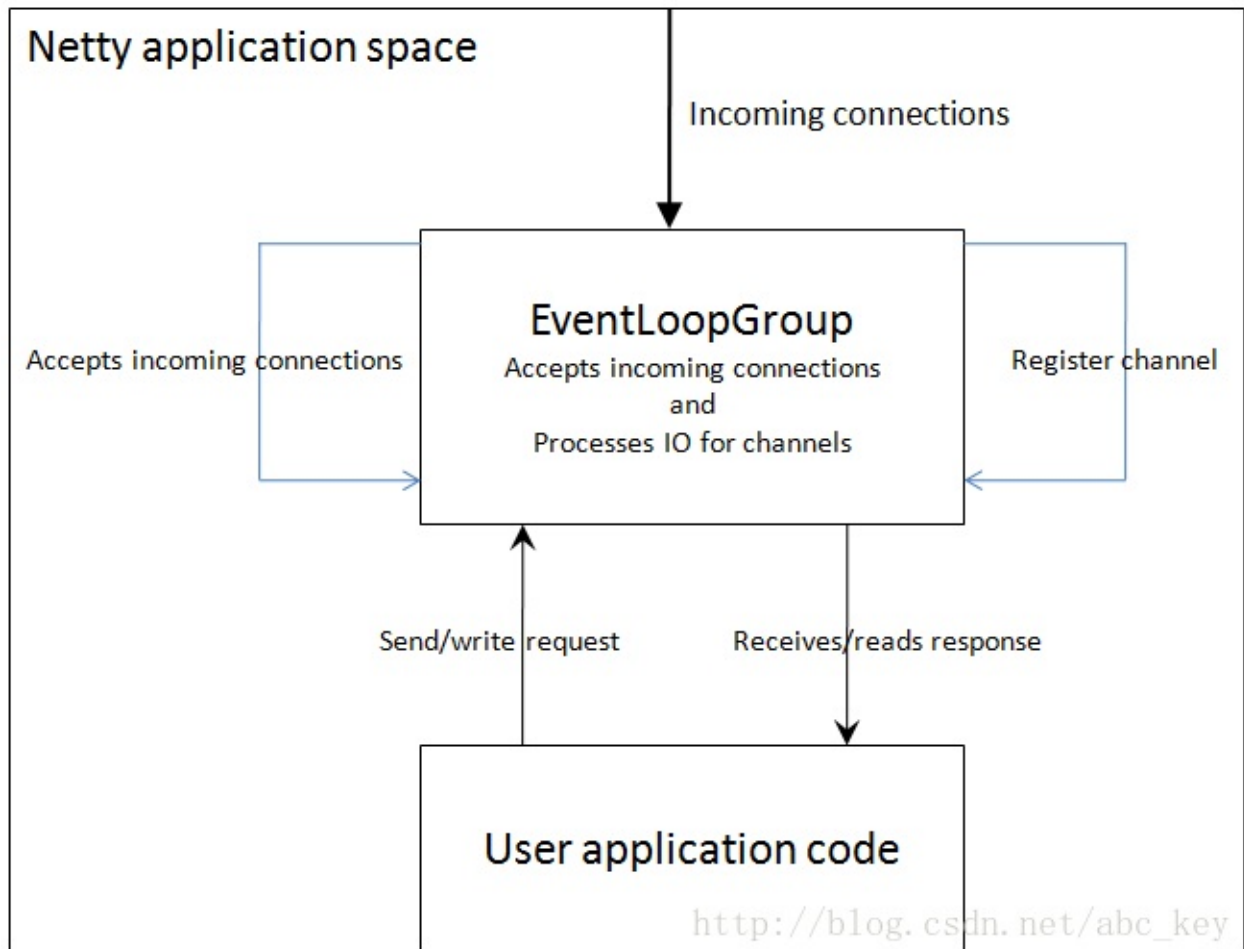 Netty application space
Incoming connections
EventLoopGroup
Accepts incoming connections
Accepts incoming connections
and
Processes IO for channels
Register channel
Send/write request
Receives/reads response
User application code
http://blog.csdn.net/abc_key